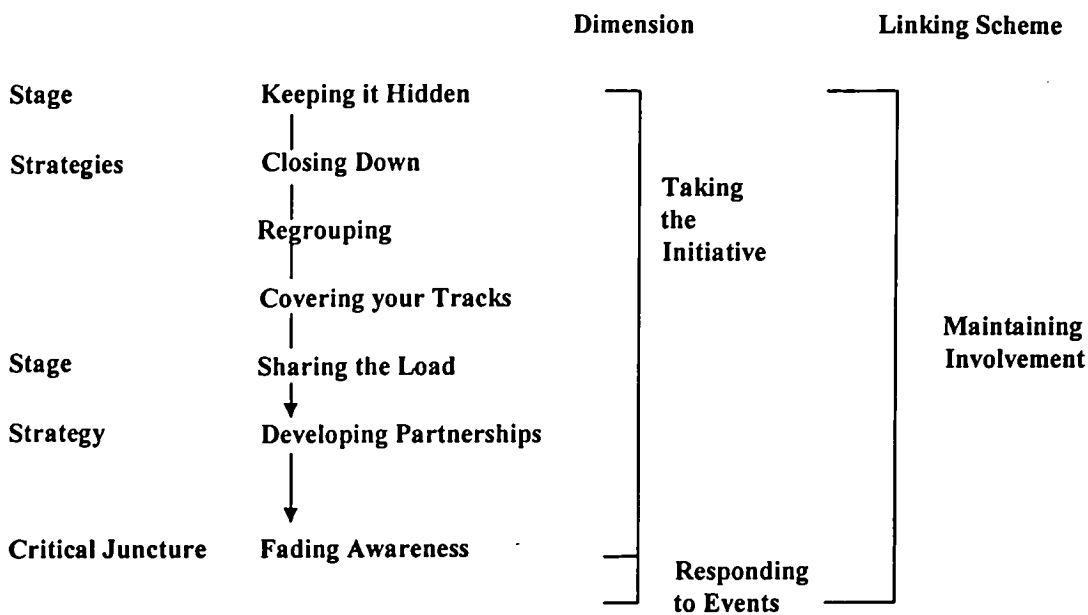 Dimension Linking Scheme
Stage Keeping it Hidden
Strategies Closing Down
Taking
the
Initiative
Regrouping
Covering your Tracks
Maintaining
Involvement
Stage Sharing the Load
Strategy Developing Partnerships
Critical Juncture Fading Awareness
Responding
to Events